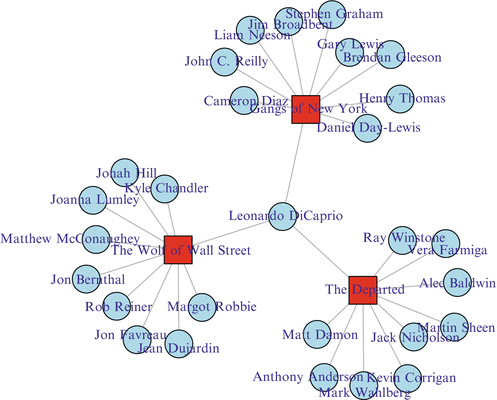 Stephen Graham
Jim Broadbent
Liam Neeson
Gary Lewis
Brendan Gleeson
John C. Reilly
Cameron Diaz
Henry Thomas
Gangs of New York
Daniel Day-Lewis
Jonah Hill
Kyle Chandler
Joanna Lumley
Leonardo DiCaprio
Matthew McConaughey
Ray Winstone
Vera Farmiga
The Wolf of Wall Street
Jon Bernthal
Alec Baldwin
The Departed
Rob Reiner
Margot Robbie
Martin Sheen
Jon Favreau
Matt Damon
Jack Nicholson
Jean Dujardin
Anthony Anderson
Kevin Corrigan
Mark Wahlberg